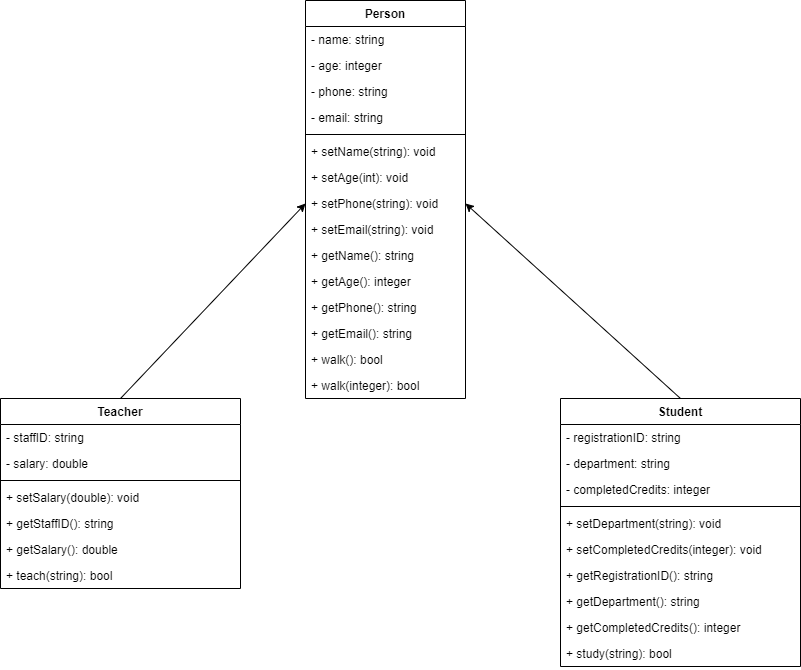 Person
- name: string
- age: integer
- phone: string
- email: string
+ setName(string): void
+ setAge(int): void
+ setPhone(string): void
+ setEmail(string): void
+ getName(): string
+ getAge(): integer
+ getPhone(): string
+ getEmail(): string
+ walk(): bool
+ walk(integer): bool
Teacher
- staffID: string
- salary: double
+ setSalary(double): void
+ getStaffID(): string
+ getSalary(): double
+ teach(string): bool
Student
- registrationID: string
- department: string
- completedCredits: integer
+ setDepartment(string): void
+ setCompletedCredits(integer): void
+ getRegistrationID(): string
+ getDepartment(): string
+ getCompletedCredits(): integer
+ study(string): bool